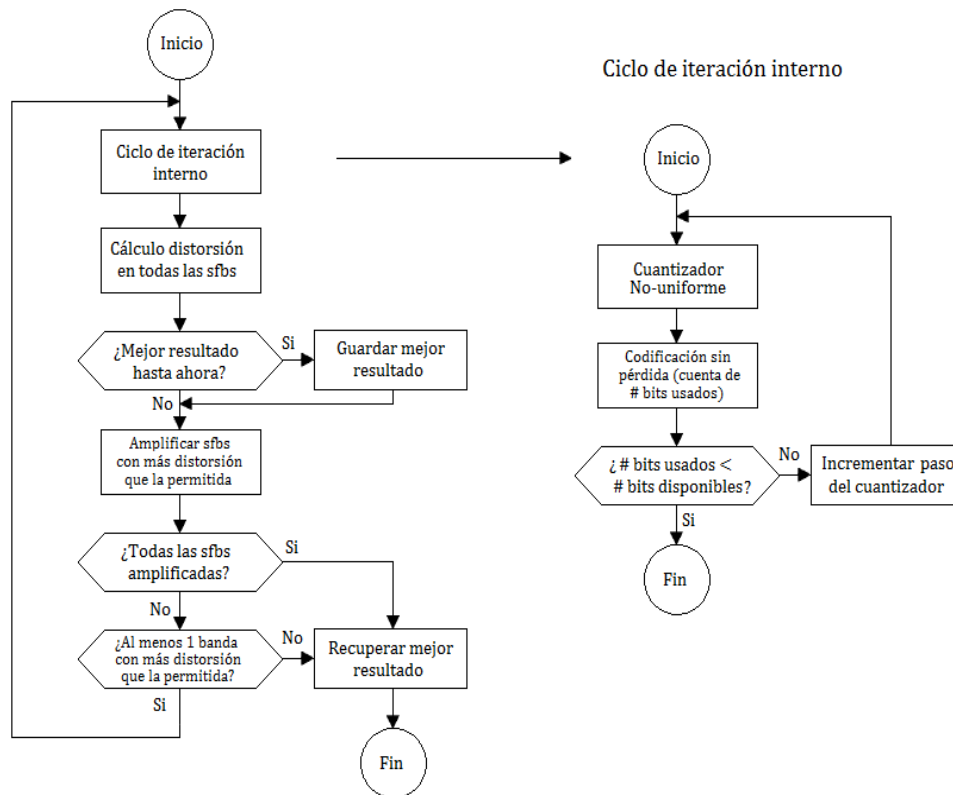 Inicio
Ciclo de iteración
interno
Cálculo distorsión
en todas las sfbs
¿Mejor resultado
hasta ahora?
Si
Guardar mejor
resultado
No
Amplificar sfbs
con más distorsión
que la permitida
¿Todas las sfbs
amplificadas?
Si
No
¿Al menos 1 banda
con más distorsión
que la permitida?
No
Recuperar mejor
resultado
Si
Fin
Ciclo de iteración interno
Inicio
Cuantizador
No-uniforme
Codificación sin
pérdida (cuenta de
# bits usados)
¿# bits usados <
# bits disponibles?
No
Incrementar paso
del cuantizador
Si
Fin